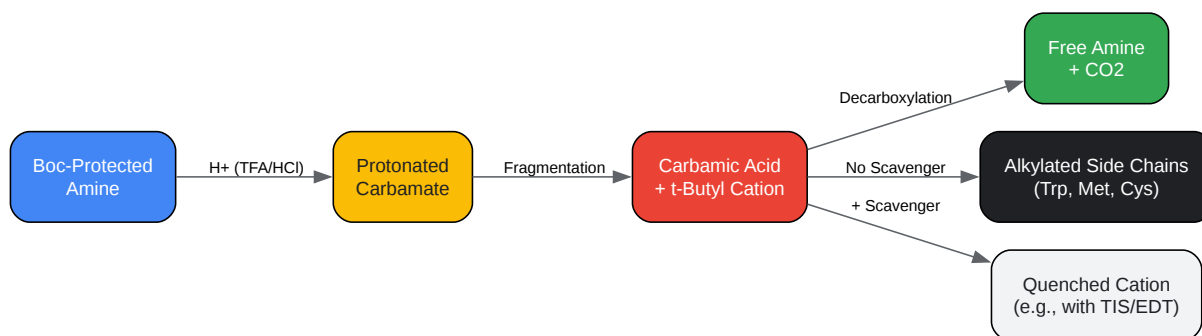 Boc-Protected
Amine
H+ (TFA/HCl)
Protonated
Carbamate
Fragmentation
Carbamic Acid
+ t-Butyl Cation
Decarboxylation
Free Amine
+ CO2
No Scavenger
Alkylated Side Chains
(Trp, Met, Cys)
+ Scavenger
Quenched Cation
(e.g., with TIS/EDT)